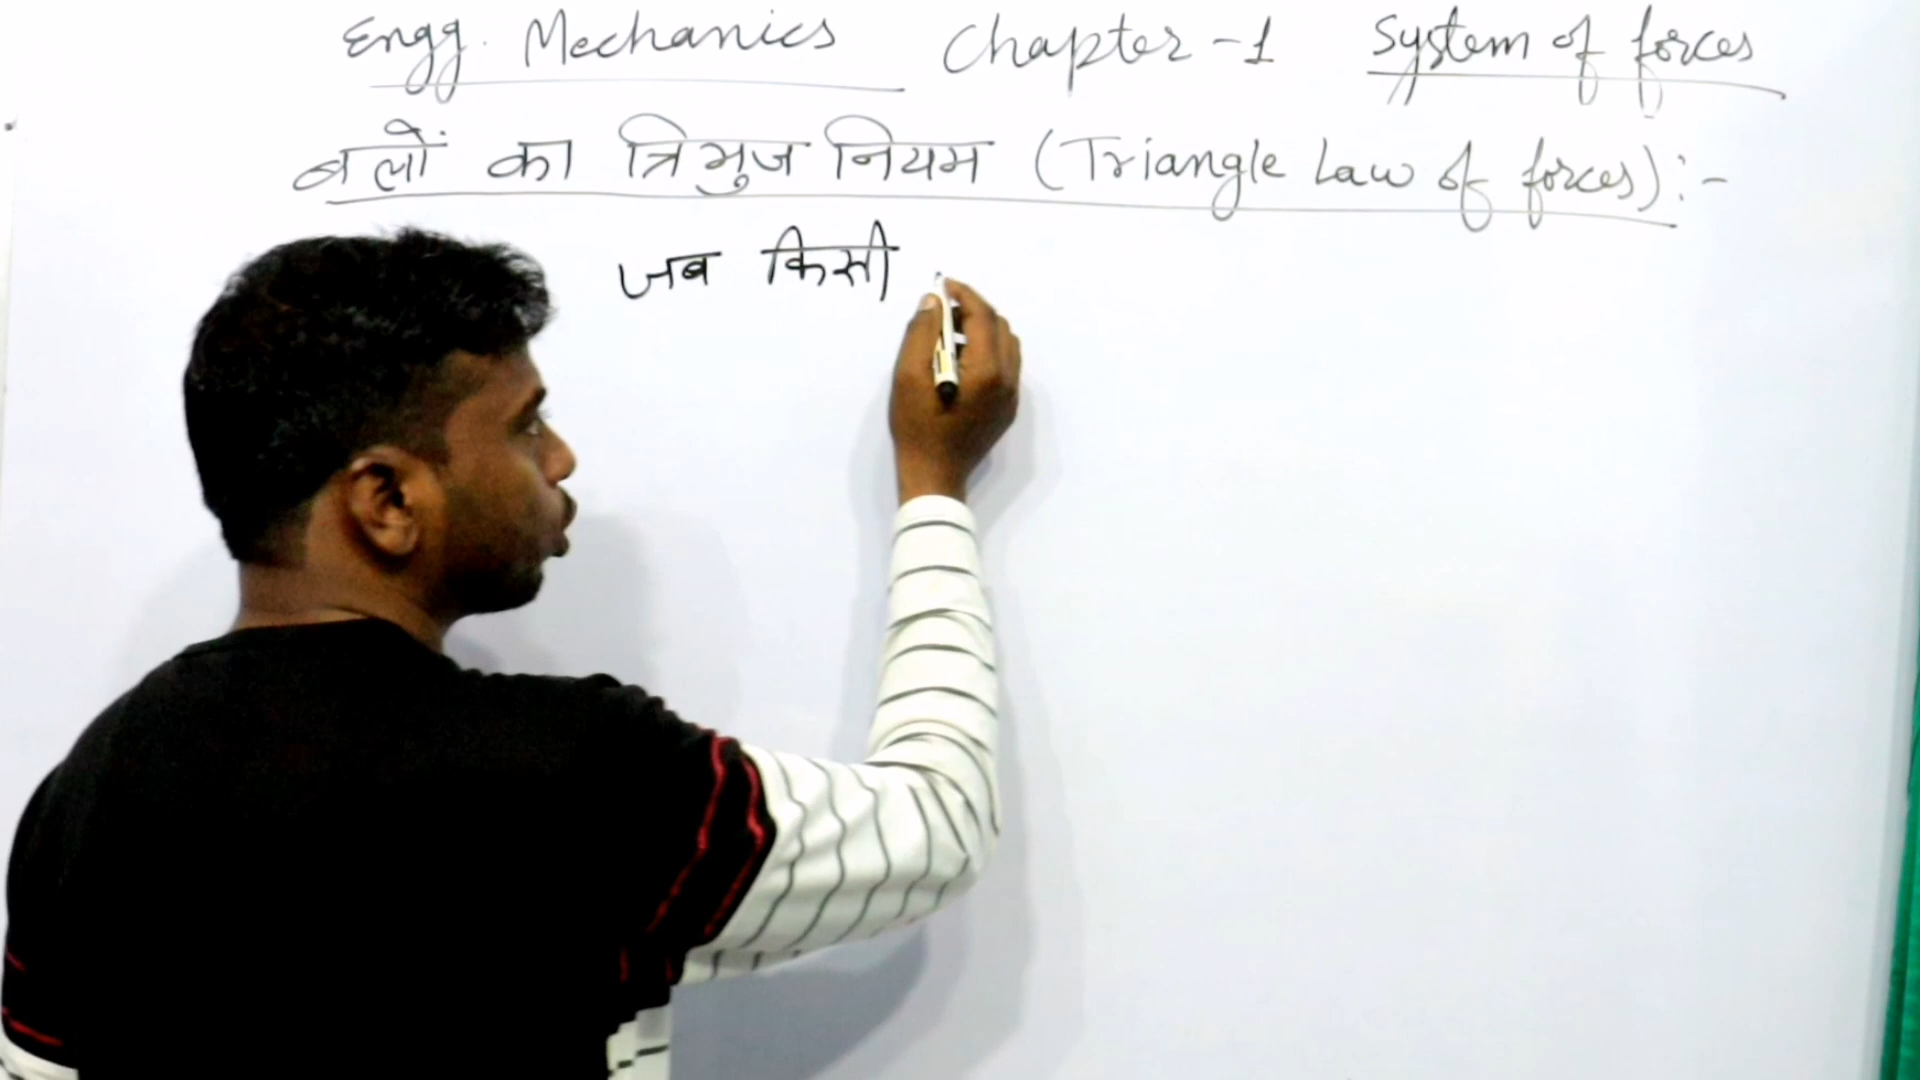 Engg. Mechanics Chapter-1 System of forces
बलों का त्रिभुज नियम (Triangle Law of forces):-
जब किसी